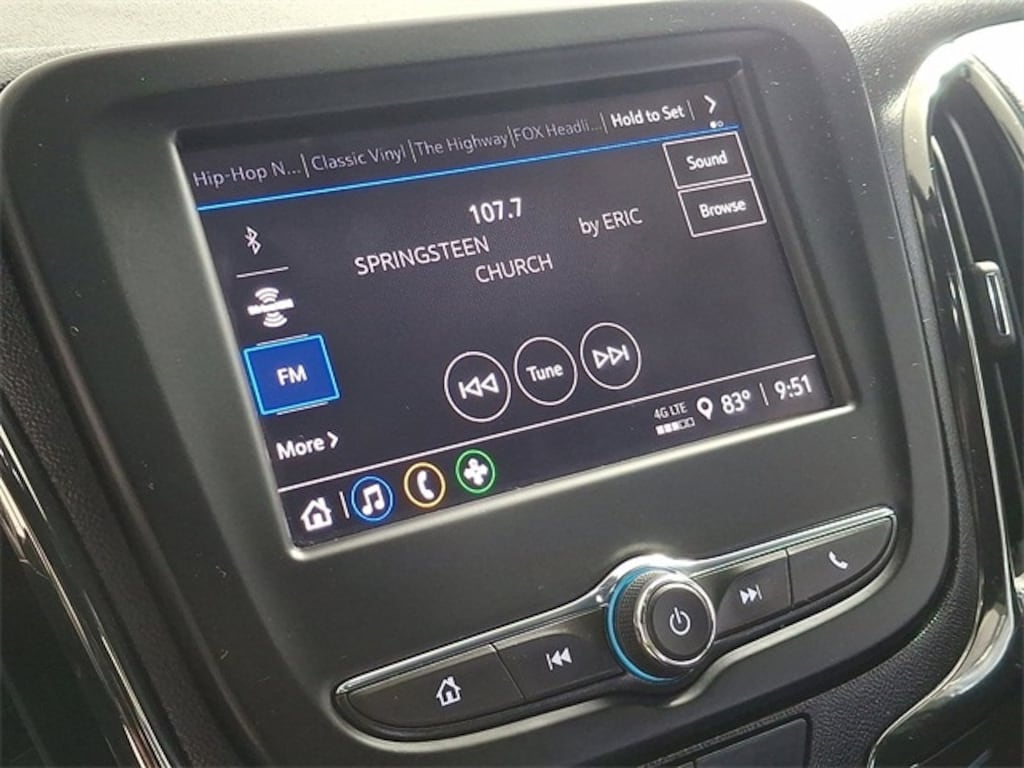 Hip-Hop N... | Classic Vinyl | The Highway | FOX Headli... | Hold to Set
Sound
107.7
Browse
SPRINGSTEEN by ERIC
CHURCH
FM
Tune
More
4G LTE 83° | 9:51